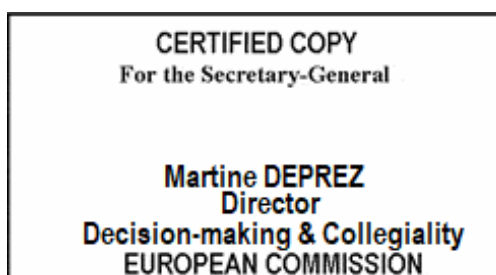 CERTIFIED COPY
For the Secretary-General
Martine DEPREZ
Director
Decision-making & Collegiality
EUROPEAN COMMISSION